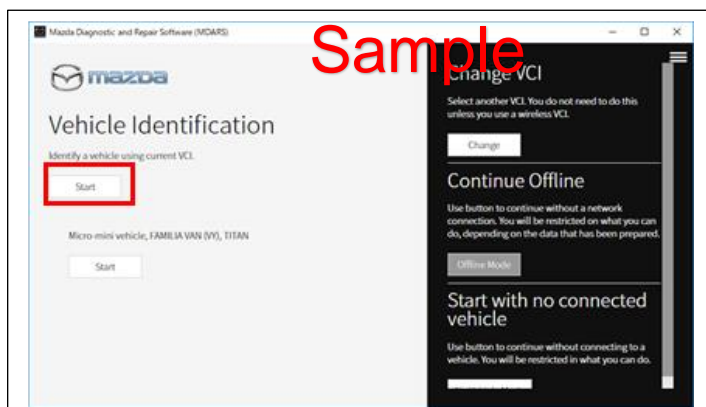 Mazda Diagnostic and Repair Software (MDARS)
Sample
mazda
Vehicle Identification
Identify a vehicle using current VCI.
Start
Micro-mini vehicle, FAMILIA VAN (VY), TITAN
Start
Change VCI
Select another VCI. You do not need to do this
unless you use a wireless VCI.
Change
Continue Offline
Use button to continue without a network
connection. You will be restricted on what you can
do, depending on the data that has been prepared.
Offline Mode
Start with no connected
vehicle
Use button to continue without connecting to a
vehicle. You will be restricted in what you can do.